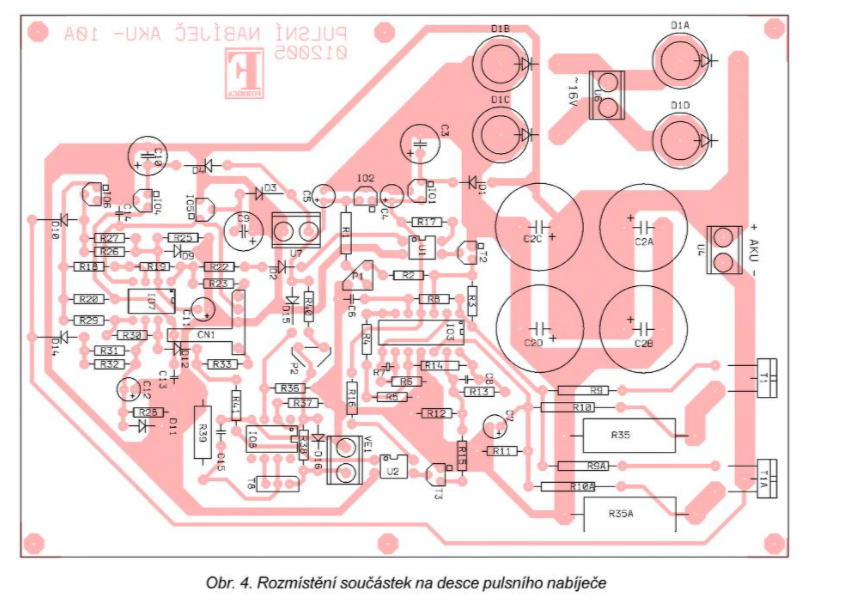 PULSNÍ NABÍJEČ AKU- 10A
012005
D1B
D1A
D1C
D1D
~16V
U6
C10
D4
C3
IO6
IO4
C14
IO5
D3
C9
U7
C5
IO2
C4
IO1
D1
D10
R27
R25
R26
D9
R18
R19
R22
R23
D2
R1
R17
U1
T2
P1
R2
C2C
C2A
U4
+ AKU -
R20
IO7
C11
D15
R40
C6
R8
R3
R29
R30
CN1
R4
IO3
C2D
C2B
D14
R31
R32
D12
R33
P2
R7
R14
R6
C8
C13
C12
R36
R5
R13
R9
T1
R28
D11
R37
R16
R12
R10
R39
C15
IO8
R38
D16
VE1
C7
R11
R35
T8
U2
T3
R15
R9A
R10A
T1A
R35A
Obr. 4. Rozmístění součástek na desce pulsního nabíječe